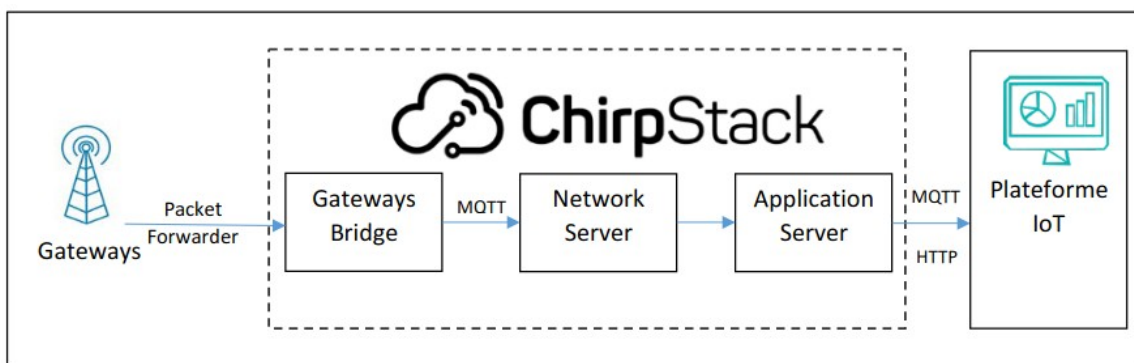 ChirpStack
Gateways
Packet
Forwarder
Gateways
Bridge
MQTT
Network
Server
Application
Server
MQTT
HTTP
Plateforme
IoT